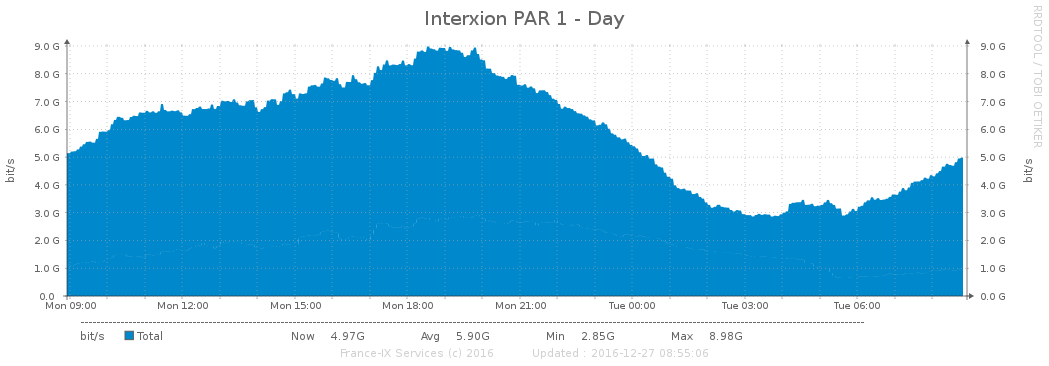 Interxion PAR 1 - Day
RRDTOOL / TOBI OETIKER
bit/s
9.0 G 9.0 G
8.0 G 8.0 G
7.0 G 7.0 G
6.0 G 6.0 G
5.0 G 5.0 G
4.0 G 4.0 G
3.0 G 3.0 G
2.0 G 2.0 G
1.0 G 1.0 G
0.0 0.0 G
bit/s
Mon 09:00 Mon 12:00 Mon 15:00 Mon 18:00 Mon 21:00 Tue 00:00 Tue 03:00 Tue 06:00
bit/s Total Now 4.97G Avg 5.90G Min 2.85G Max 8.98G
France-IX Services (c) 2016 Updated : 2016-12-27 08:55:06